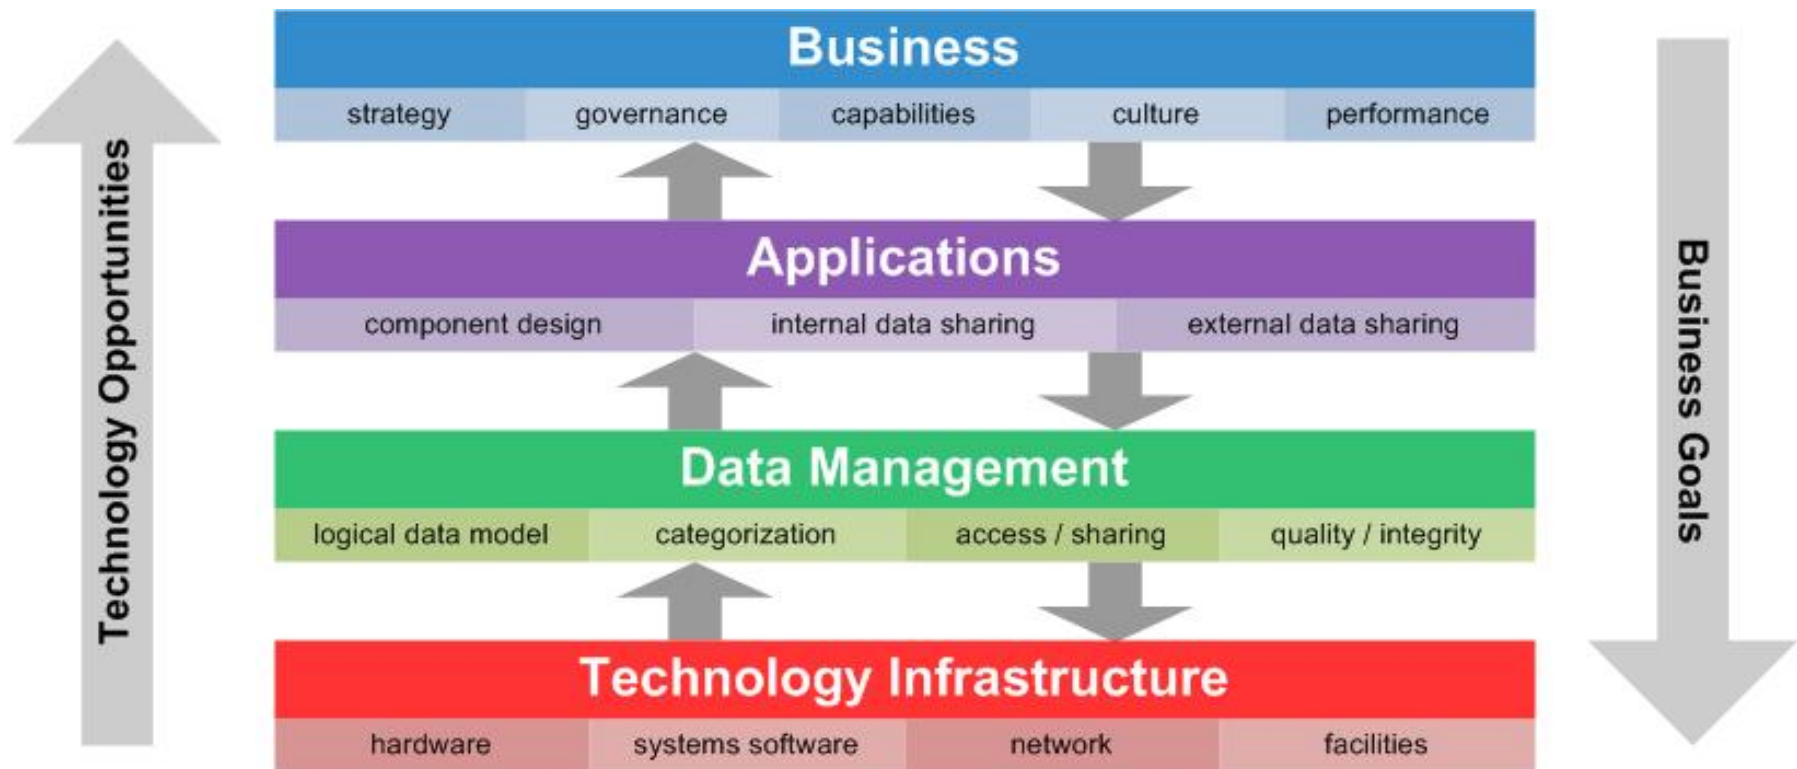 Business
strategy governance capabilities culture performance
Applications
component design internal data sharing external data sharing
Data Management
logical data model categorization access / sharing quality / integrity
Technology Infrastructure
hardware systems software network facilities
Technology Opportunities
Business Goals